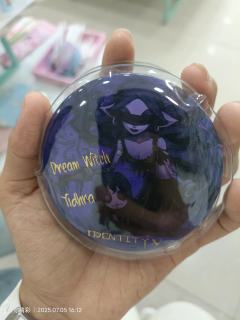 Dream Witch
Yidhra
IDENTITY V
2025.07.05 16:12